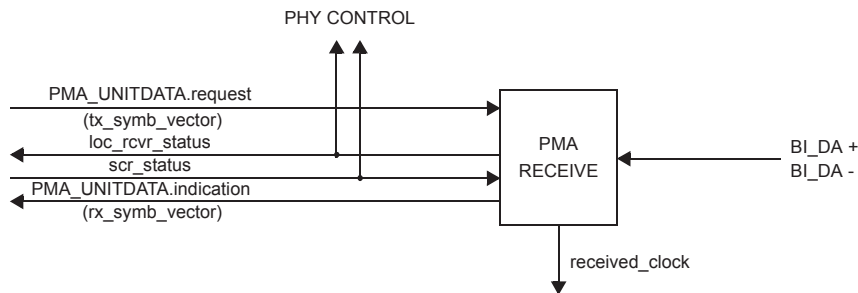 PHY CONTROL
PMA_UNITDATA.request
(tx_symb_vector)
loc_rcvr_status
scr_status
PMA_UNITDATA.indication
(rx_symb_vector)
PMA
RECEIVE
BI_DA +
BI_DA -
received_clock